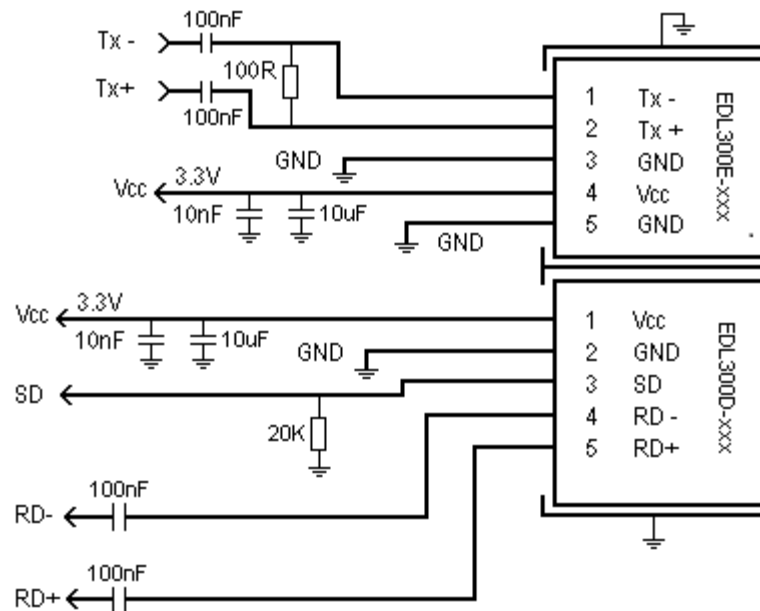 100nF
Tx -
100R
Tx+
100nF
GND
Vcc 3.3V
10nF 10uF
GND
1 Tx -
2 Tx +
3 GND
4 Vcc
5 GND
EDL300E-xxx
Vcc 3.3V
10nF 10uF
GND
SD
20K
100nF
RD-
100nF
RD+
1 Vcc
2 GND
3 SD
4 RD -
5 RD+
EDL300D-xxx